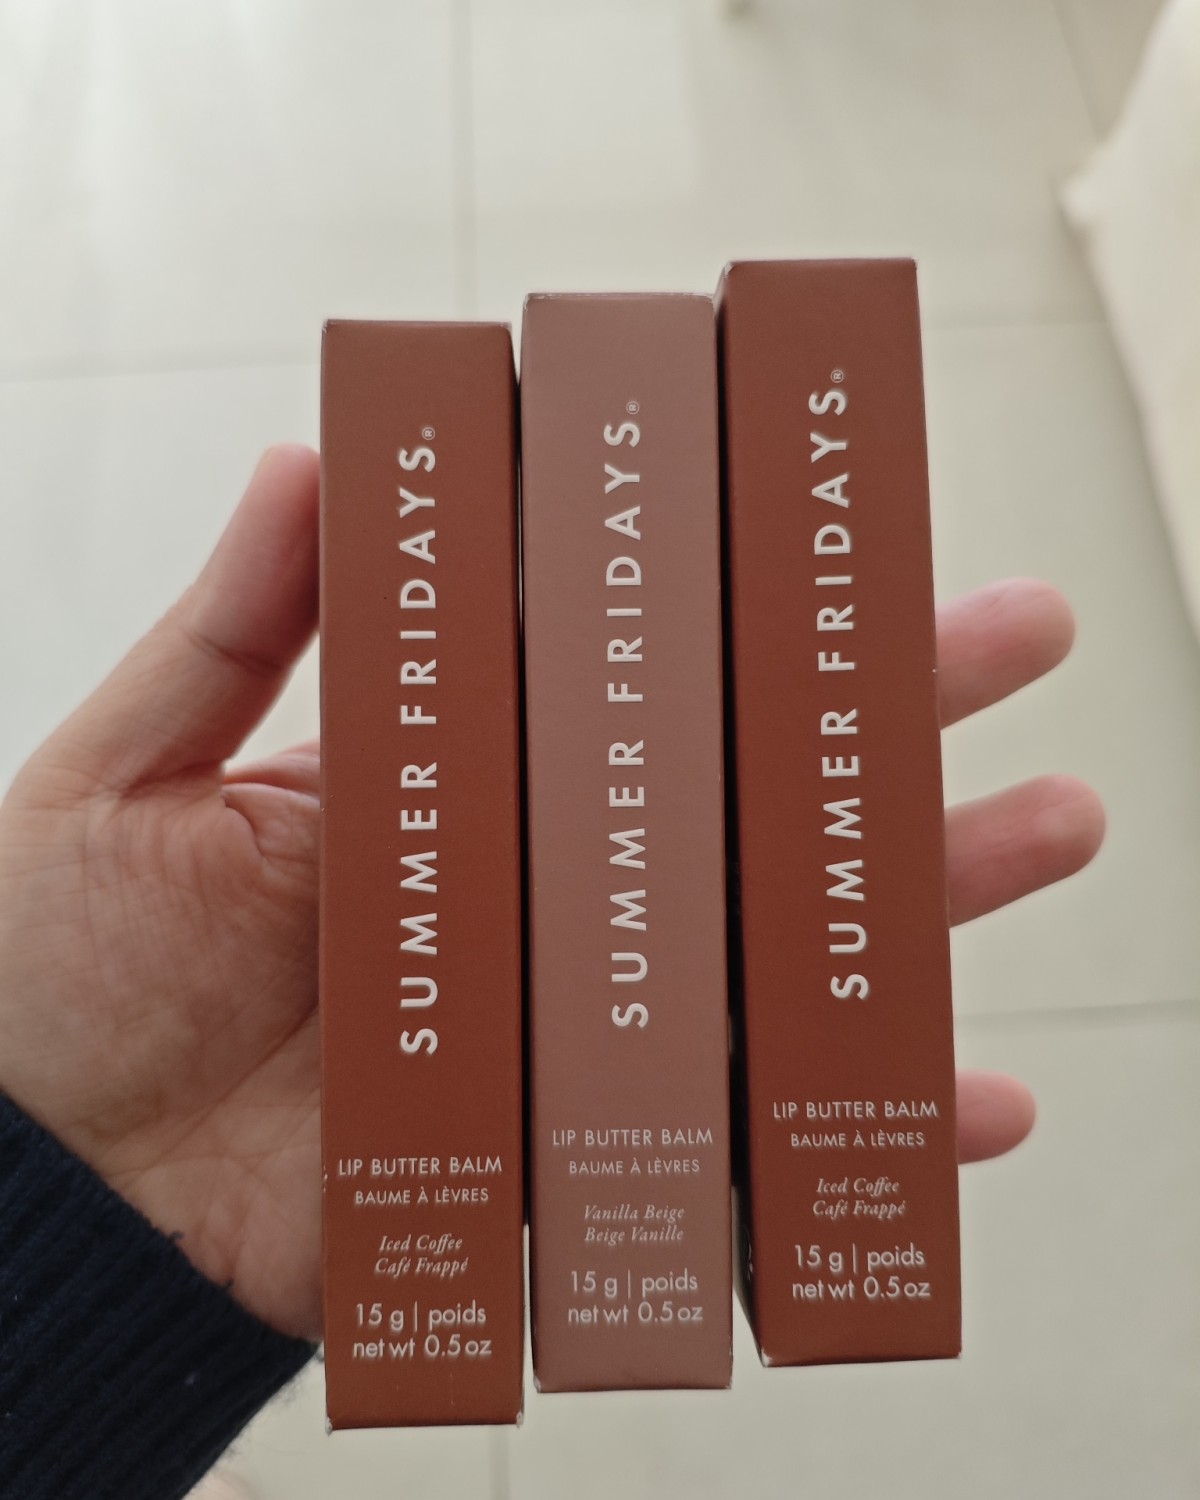 SUMMER FRIDAYS®
LIP BUTTER BALM
BAUME À LÈVRES
Iced Coffee
Café Frappé
15 g | poids
net wt 0.5 oz
SUMMER FRIDAYS®
LIP BUTTER BALM
BAUME À LÈVRES
Vanilla Beige
Beige Vanille
15 g | poids
net wt 0.5 oz
SUMMER FRIDAYS®
LIP BUTTER BALM
BAUME À LÈVRES
Iced Coffee
Café Frappé
15 g | poids
net wt 0.5 oz